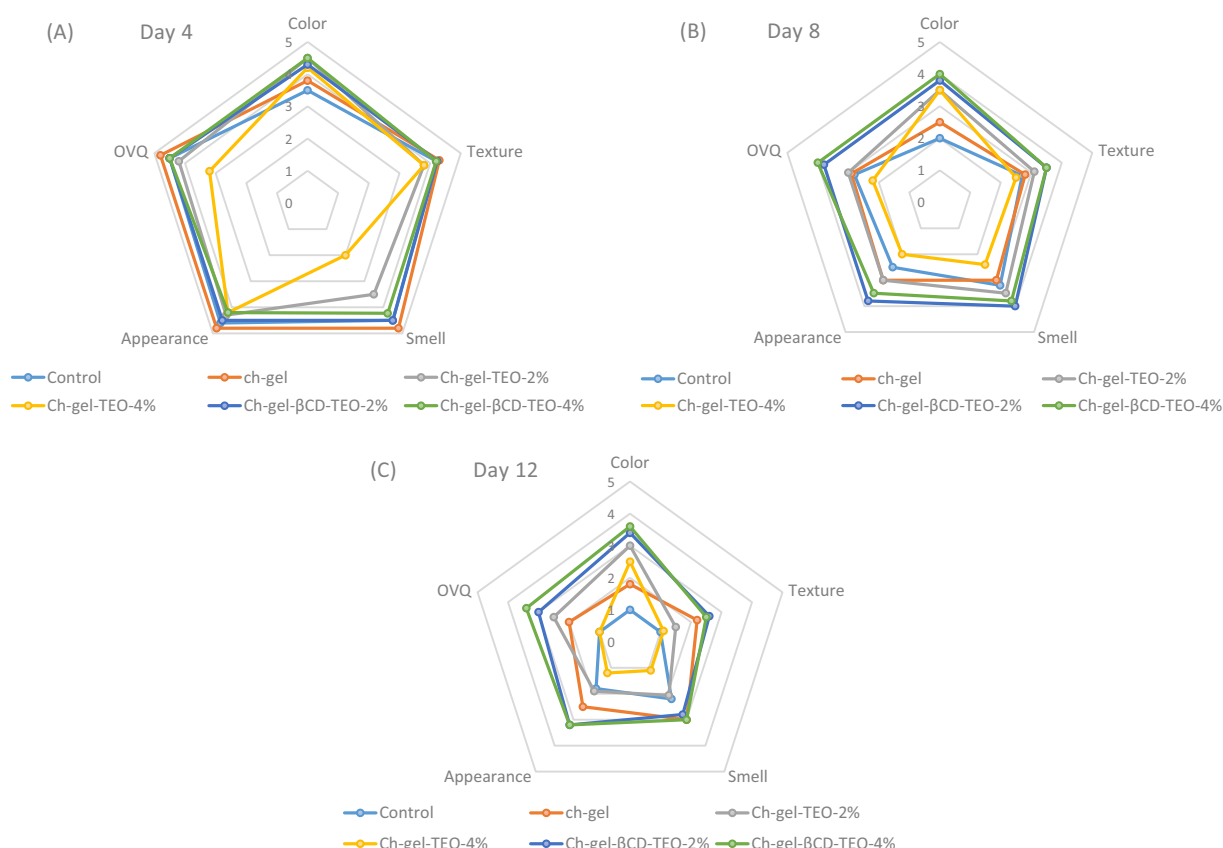 (A) Day 4
Color
5
4
3
2
1
0
Texture
Smell
Appearance
OVQ
Control ch-gel Ch-gel-TEO-2%
Ch-gel-TEO-4% Ch-gel-βCD-TEO-2% Ch-gel-βCD-TEO-4%
(B) Day 8
Color
5
4
3
2
1
0
Texture
Smell
Appearance
OVQ
Control ch-gel Ch-gel-TEO-2%
Ch-gel-TEO-4% Ch-gel-βCD-TEO-2% Ch-gel-βCD-TEO-4%
(C) Day 12
Color
5
4
3
2
1
0
Texture
Smell
Appearance
OVQ
Control ch-gel Ch-gel-TEO-2%
Ch-gel-TEO-4% Ch-gel-βCD-TEO-2% Ch-gel-βCD-TEO-4%